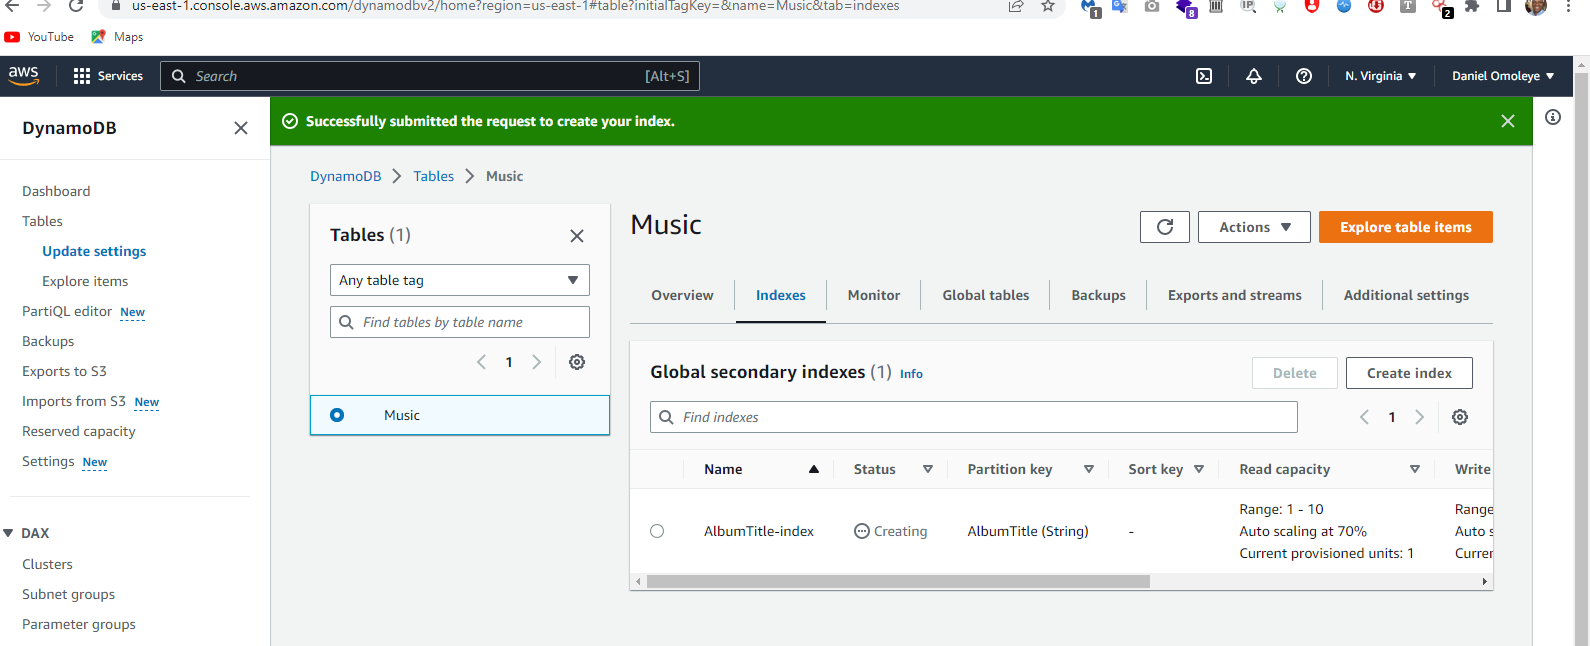 us-east-1.console.aws.amazon.com/dynamodbv2/home?region=us-east-1#table?initialTagKey=&name=Music&tab=indexes
1
8
IP
T
2
YouTube
Maps
aws
Services
Search
[Alt+S]
N. Virginia
Daniel Omoleye
DynamoDB
Successfully submitted the request to create your index.
Dashboard
Tables
Update settings
Explore items
PartiQL editor New
Backups
Exports to S3
Imports from S3 New
Reserved capacity
Settings New
DAX
Clusters
Subnet groups
Parameter groups
DynamoDB
Tables
Music
Tables (1)
Any table tag
Find tables by table name
1
Music
Music
Actions
Explore table items
Overview
Indexes
Monitor
Global tables
Backups
Exports and streams
Additional settings
Global secondary indexes (1) Info
Delete
Create index
Find indexes
1
Name
Status
Partition key
Sort key
Read capacity
Write
AlbumTitle-index
Creating
AlbumTitle (String)
-
Range: 1 - 10
Auto scaling at 70%
Current provisioned units: 1
Range
Auto s
Currer